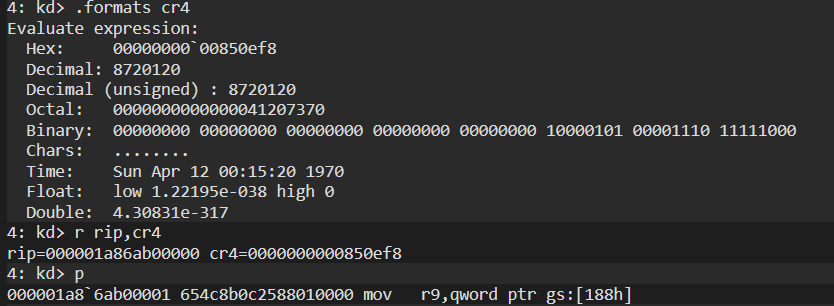 4: kd> .formats cr4
Evaluate expression:
  Hex:     00000000`00850ef8
  Decimal: 8720120
  Decimal (unsigned) : 8720120
  Octal:   0000000000000041207370
  Binary:  00000000 00000000 00000000 00000000 00000000 10000101 00001110 11111000
  Chars:   ........
  Time:    Sun Apr 12 00:15:20 1970
  Float:   low 1.22195e-038 high 0
  Double:  4.30831e-317
4: kd> r rip,cr4
rip=000001a86ab00000 cr4=0000000000850ef8
4: kd> p
000001a8`6ab00001 654c8b0c2588010000 mov   r9,qword ptr gs:[188h]